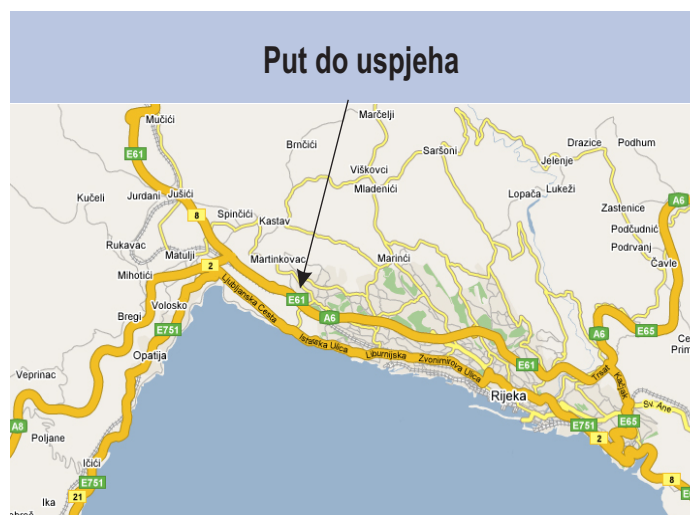 Put do uspjeha
Mučići
Marčelji
E61
Brnčići
Saršoni
Drazice
Podhum
Jelenje
Viškovci
Mladenići
Kučeli
Jurdani
Jušići
Lopača
Lukeži
A6
8
Spinčići
Kastav
Zastenice
Podčudnič
Rukavac
Matulji
Martinkovac
Marinći
Podrvanj
Čavle
Mihotići
2
Ljubljanska Cesta
E61
Volosko
Bregi
E751
A6
A6
E65
Istarska Ulica
Liburnijska
Zvonimirova Ulica
Opatija
E61
Trsat
Kačjak
Veprinac
Rijeka
Sv. Ane
A8
Poljane
E751
E65
2
Ičići
E751
21
8
Ika